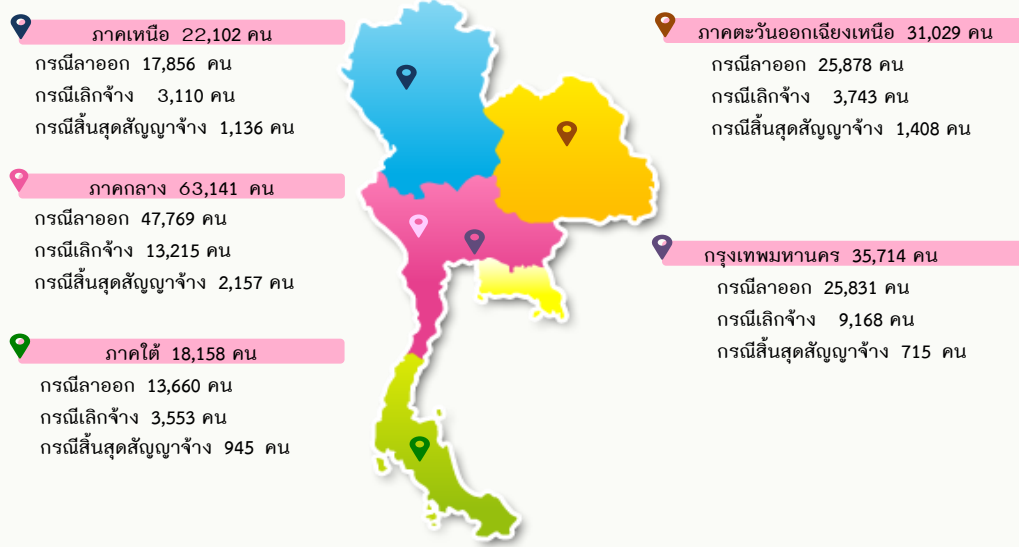 ภาคเหนือ 22,102 คน
กรณีลาออก 17,856 คน
กรณีเลิกจ้าง 3,110 คน
กรณีสิ้นสุดสัญญาจ้าง 1,136 คน
ภาคกลาง 63,141 คน
กรณีลาออก 47,769 คน
กรณีเลิกจ้าง 13,215 คน
กรณีสิ้นสุดสัญญาจ้าง 2,157 คน
ภาคใต้ 18,158 คน
กรณีลาออก 13,660 คน
กรณีเลิกจ้าง 3,553 คน
กรณีสิ้นสุดสัญญาจ้าง 945 คน
ภาคตะวันออกเฉียงเหนือ 31,029 คน
กรณีลาออก 25,878 คน
กรณีเลิกจ้าง 3,743 คน
กรณีสิ้นสุดสัญญาจ้าง 1,408 คน
กรุงเทพมหานคร 35,714 คน
กรณีลาออก 25,831 คน
กรณีเลิกจ้าง 9,168 คน
กรณีสิ้นสุดสัญญาจ้าง 715 คน